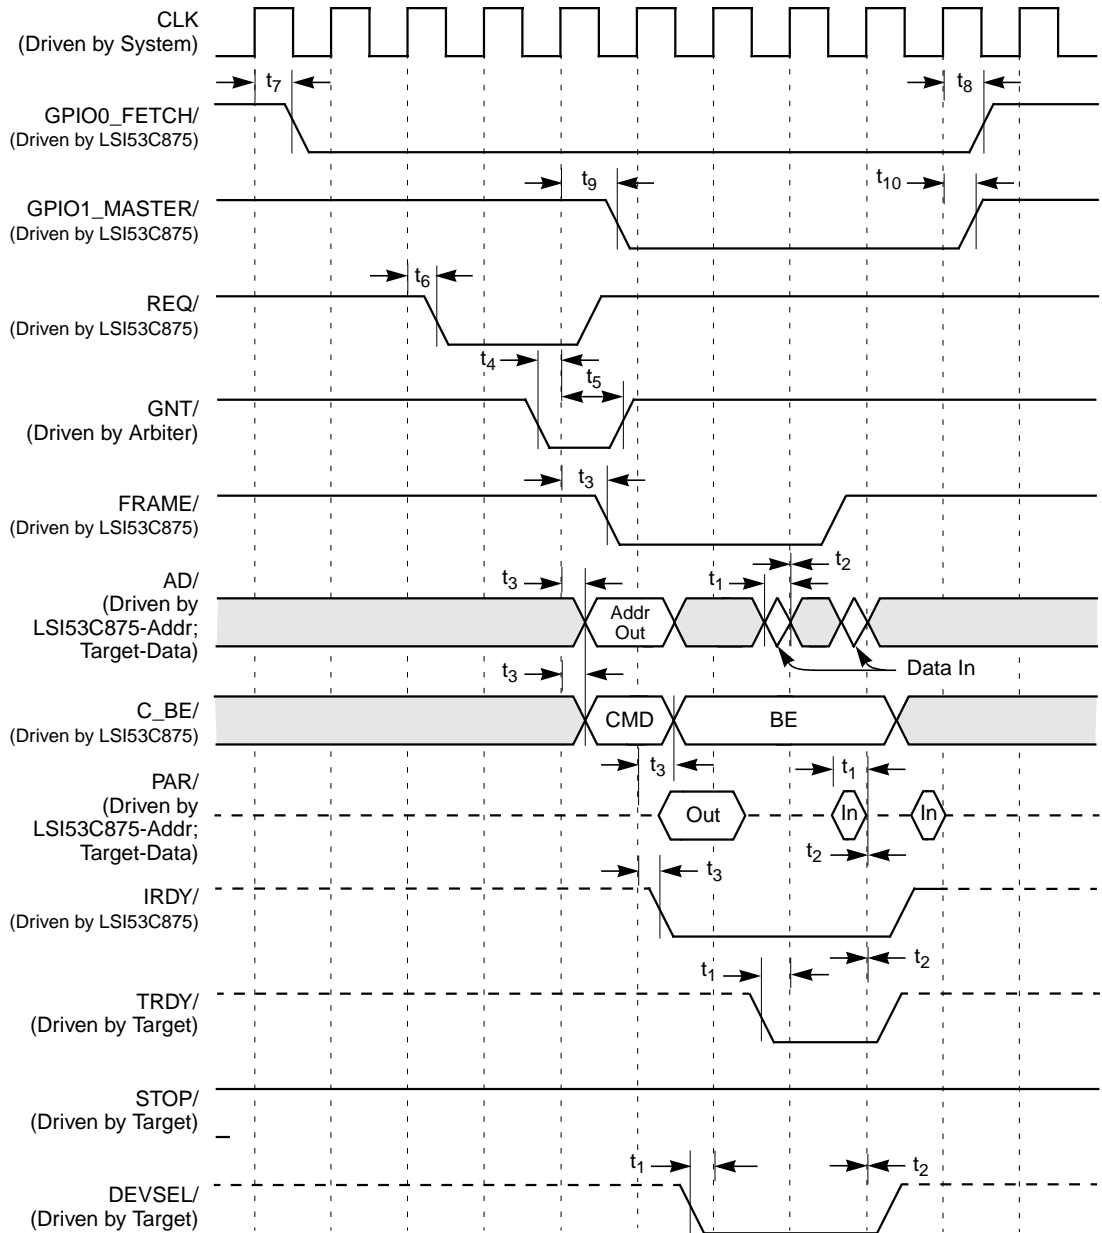 CLK
(Driven by System)
t7
t8
GPIO0_FETCH/
(Driven by LSI53C875)
t9
t10
GPIO1_MASTER/
(Driven by LSI53C875)
t6
REQ/
(Driven by LSI53C875)
t4
t5
GNT/
(Driven by Arbiter)
t3
FRAME/
(Driven by LSI53C875)
t3
t1
t2
AD/
(Driven by
LSI53C875-Addr;
Target-Data)
Addr
Out
Data In
t3
C_BE/
(Driven by LSI53C875)
CMD
BE
t3
t1
PAR/
(Driven by
LSI53C875-Addr;
Target-Data)
Out
In
In
t2
t3
IRDY/
(Driven by LSI53C875)
t1
t2
TRDY/
(Driven by Target)
STOP/
(Driven by Target)
t1
t2
DEVSEL/
(Driven by Target)